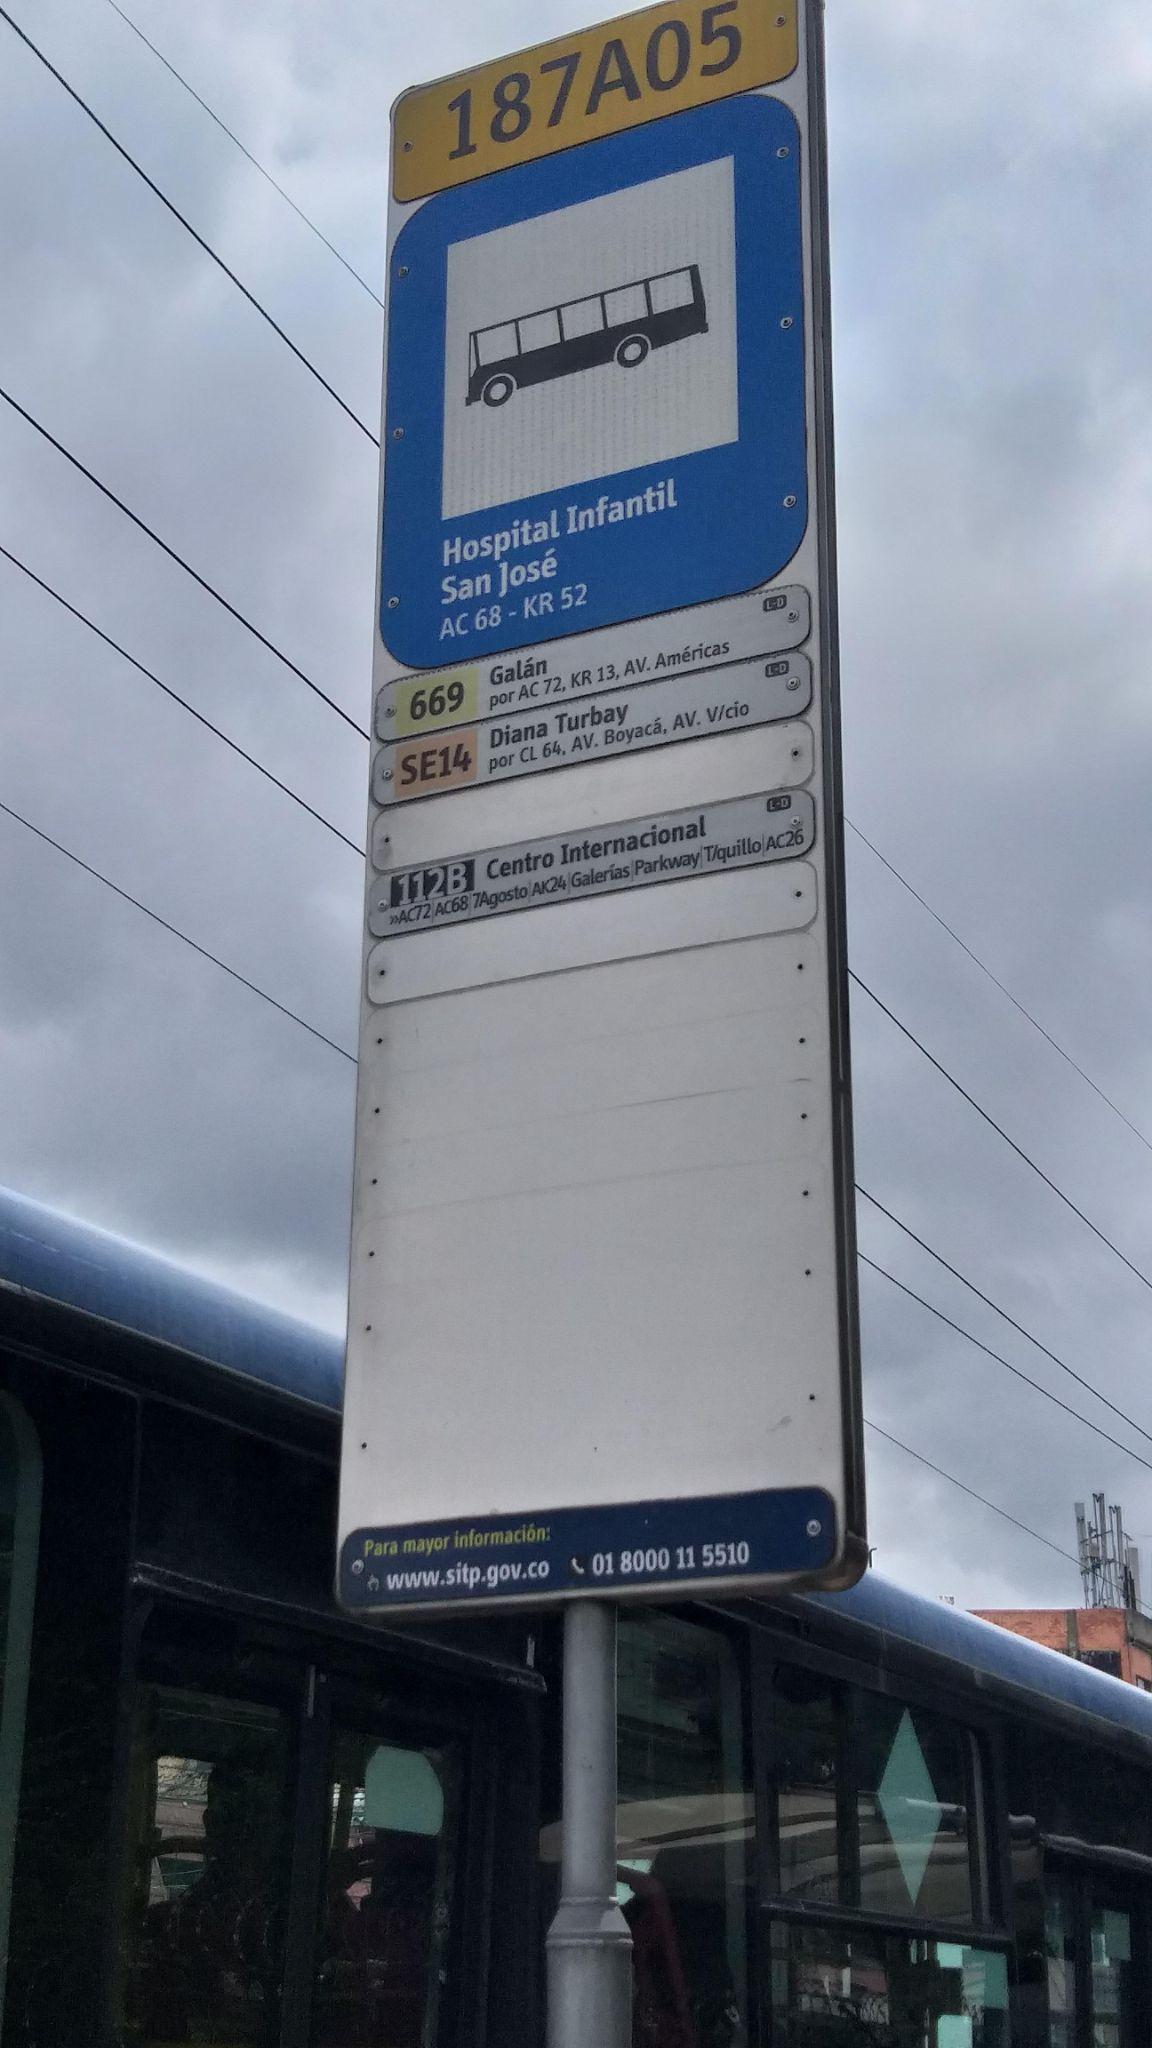 187A05
Hospital Infantil
San José
AC 68 - KR 52
L-D
669 Galán
por AC 72, KR 13, AV. Américas
L-D
SE14 Diana Turbay
por CL 64, AV. Boyacá, AV. V/cio
L-D
112B Centro Internacional
»AC72|AC68|7Agosto|AK24|Galerías|Parkway|T/quillo|AC26
Para mayor información:
www.sitp.gov.co 01 8000 11 5510